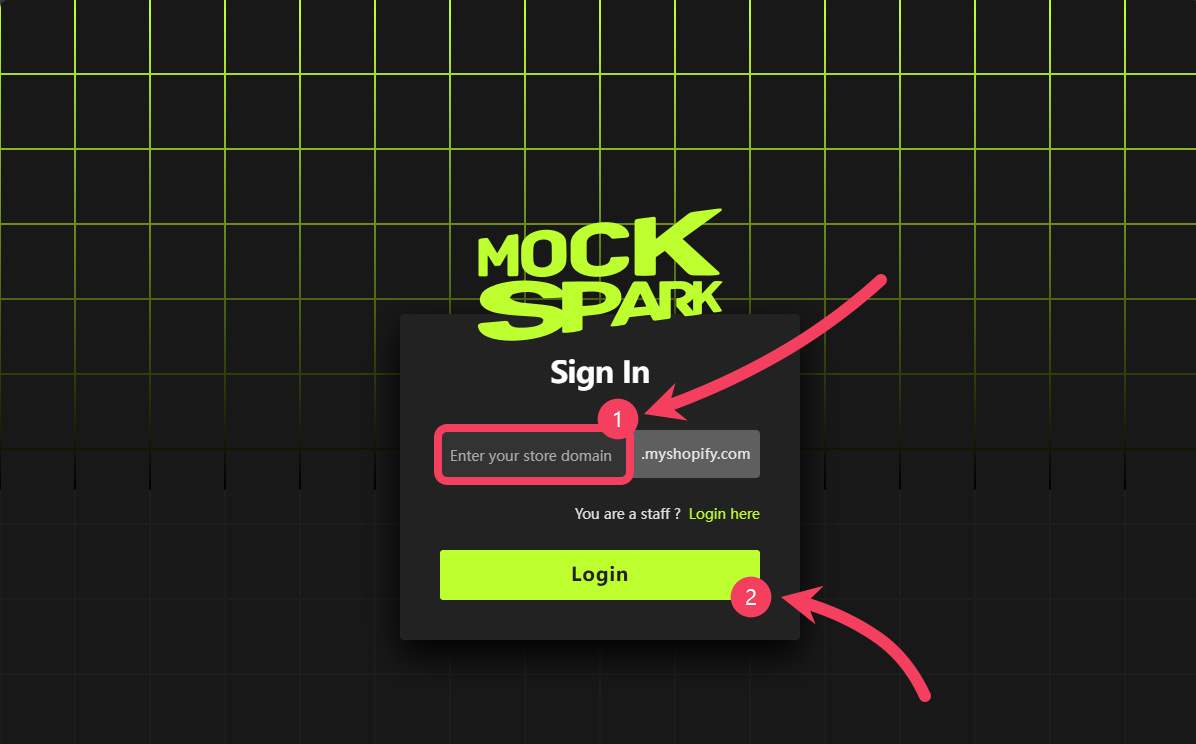 MOCK
SPARK
Sign In
1
Enter your store domain .myshopify.com
You are a staff ? Login here
Login
2